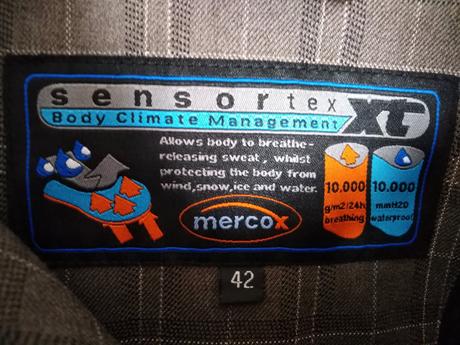 sensortex XT
Body Climate Management
Allows body to breathe-
releasing sweat, whilst
protecting the body from
wind,snow,ice and water.
mercox
10.000
g/m2/24h
breathing
10.000
mmH2O
waterproof
42